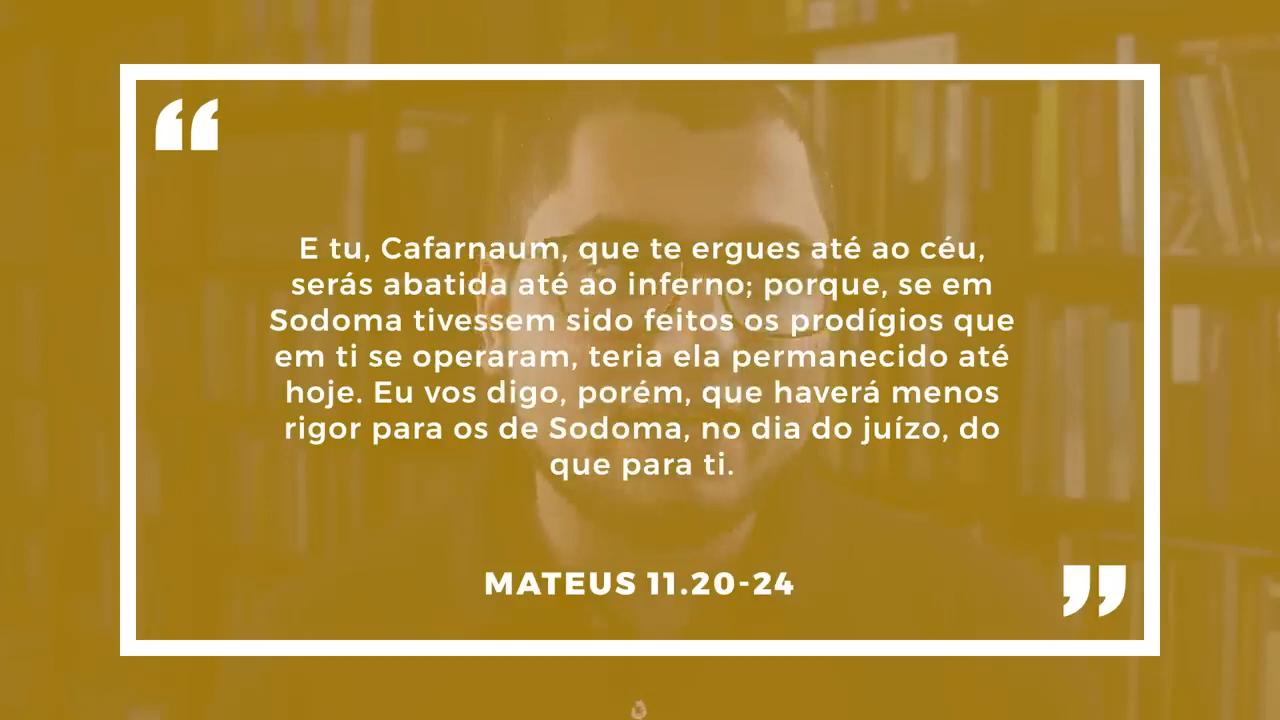 “
E tu, Cafarnaum, que te ergues até ao céu,
serás abatida até ao inferno; porque, se em
Sodoma tivessem sido feitos os prodígios que
em ti se operaram, teria ela permanecido até
hoje. Eu vos digo, porém, que haverá menos
rigor para os de Sodoma, no dia do juízo, do
que para ti.
MATEUS 11.20-24
”